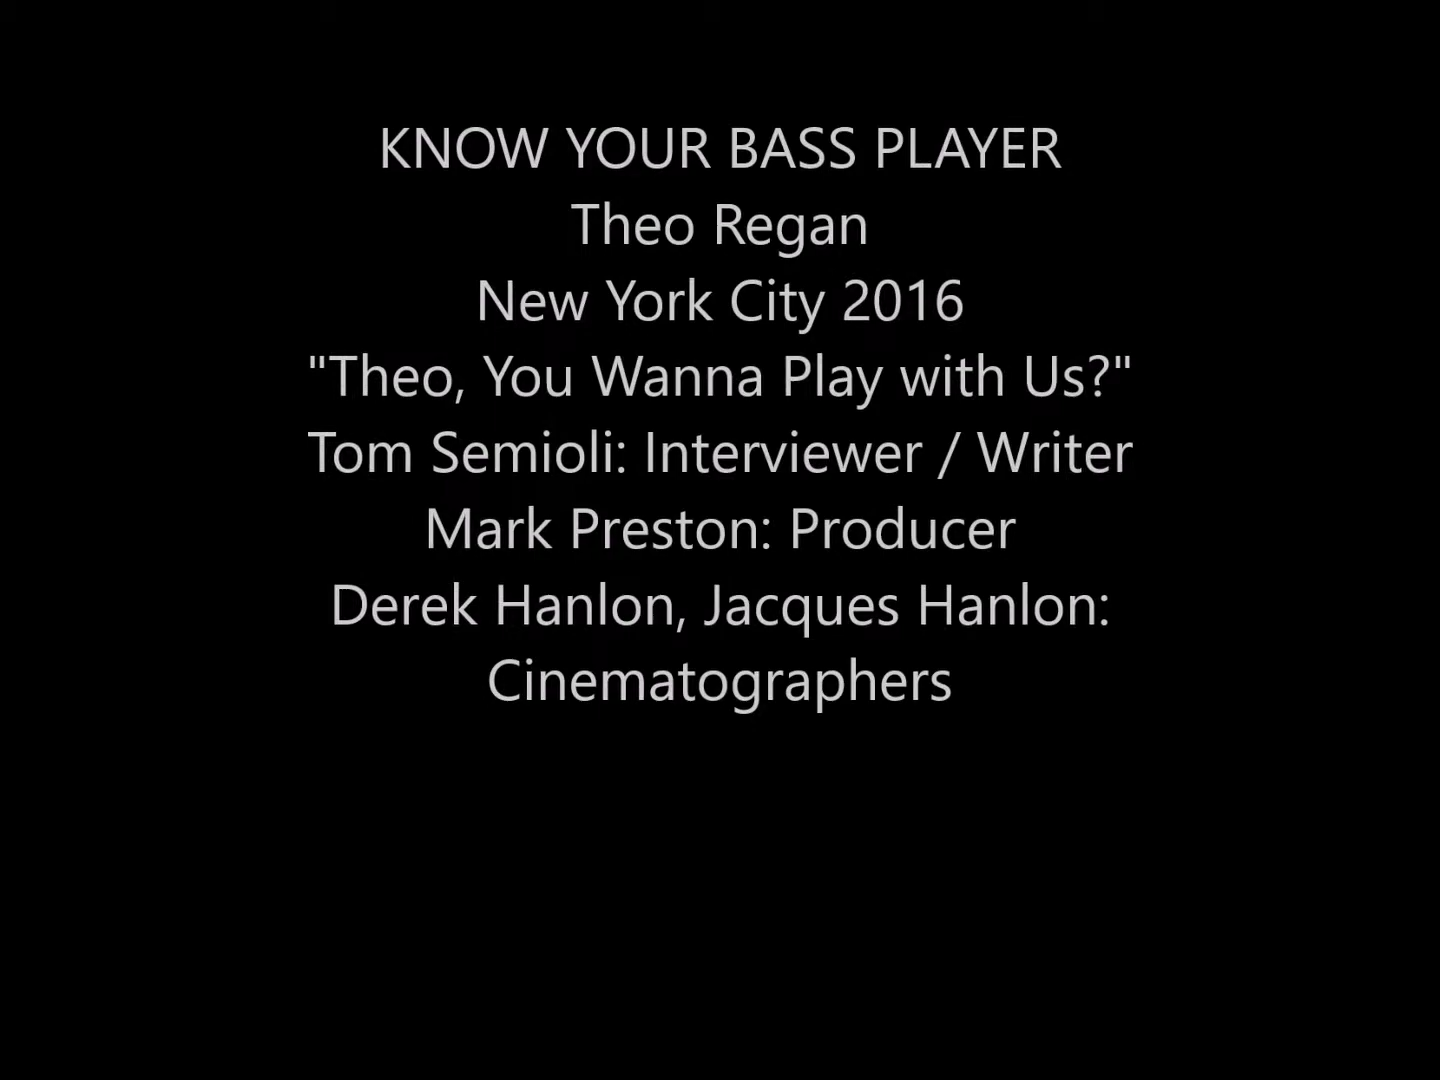 KNOW YOUR BASS PLAYER
Theo Regan
New York City 2016
"Theo, You Wanna Play with Us?"
Tom Semioli: Interviewer / Writer
Mark Preston: Producer
Derek Hanlon, Jacques Hanlon:
Cinematographers